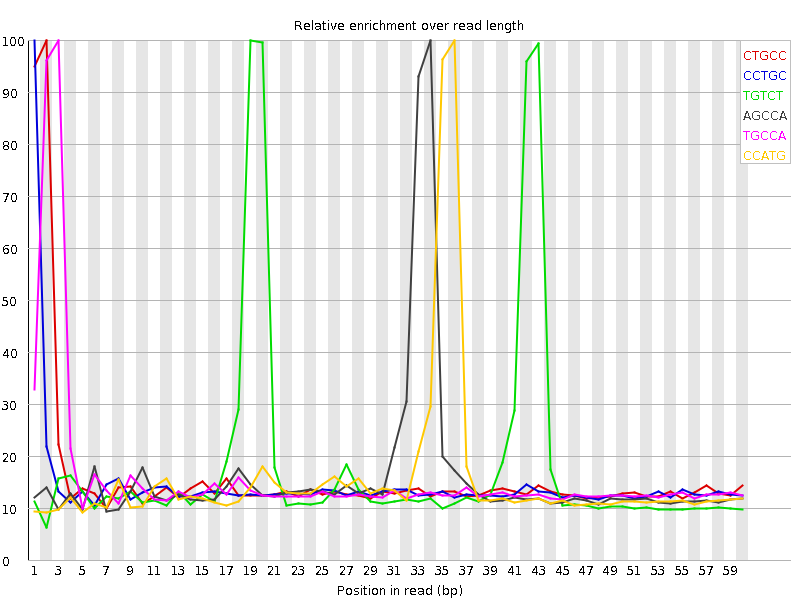 Relative enrichment over read length
100
90
80
70
60
50
40
30
20
10
0
CTGCC
CCTGC
TGTCT
AGCCA
TGCCA
CCATG
1 3 5 7 9 11 13 15 17 19 21 23 25 27 29 31 33 35 37 39 41 43 45 47 49 51 53 55 57 59
Position in read (bp)